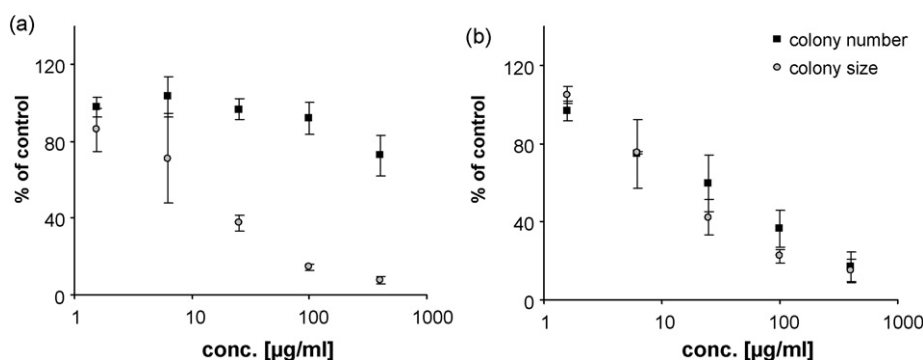 (a)
% of control
120
80
40
0
1 10 100 1000
conc. [µg/ml]
(b)
colony number
colony size
% of control
120
80
40
0
1 10 100 1000
conc. [µg/ml]